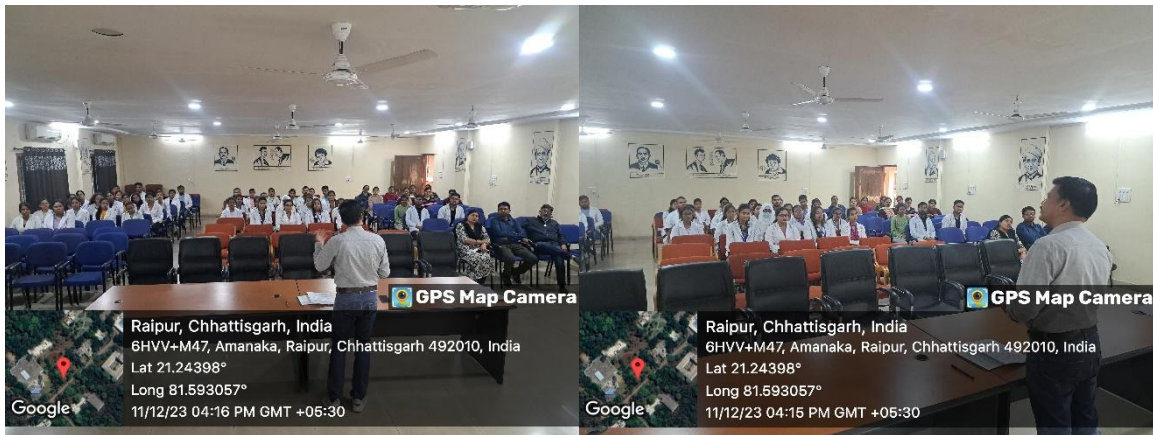 GPS Map Camera
Raipur, Chhattisgarh, India
6HVV+M47, Amanaka, Raipur, Chhattisgarh 492010, India
Lat 21.24398°
Long 81.593057°
11/12/23 04:16 PM GMT +05:30
Google
GPS Map Camera
Raipur, Chhattisgarh, India
6HVV+M47, Amanaka, Raipur, Chhattisgarh 492010, India
Lat 21.24398°
Long 81.593057°
11/12/23 04:15 PM GMT +05:30
Google